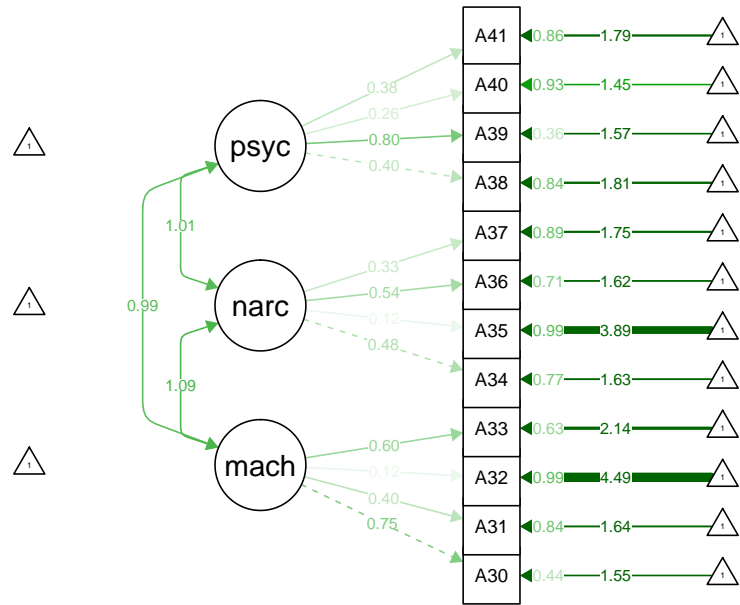 A41 0.86 1.79 1
0.38
A40 0.93 1.45 1
0.26
psyc 0.80 A39 0.36 1.57 1
1
0.40 A38 0.84 1.81 1
1.01
0.33 A37 0.89 1.75 1
0.54 A36 0.71 1.62 1
1 0.99 narc
0.12 A35 0.99 3.89 1
0.48
A34 0.77 1.63 1
1.09
0.60 A33 0.63 2.14 1
1 mach
0.12 A32 0.99 4.49 1
0.40
A31 0.84 1.64 1
0.75
A30 0.44 1.55 1